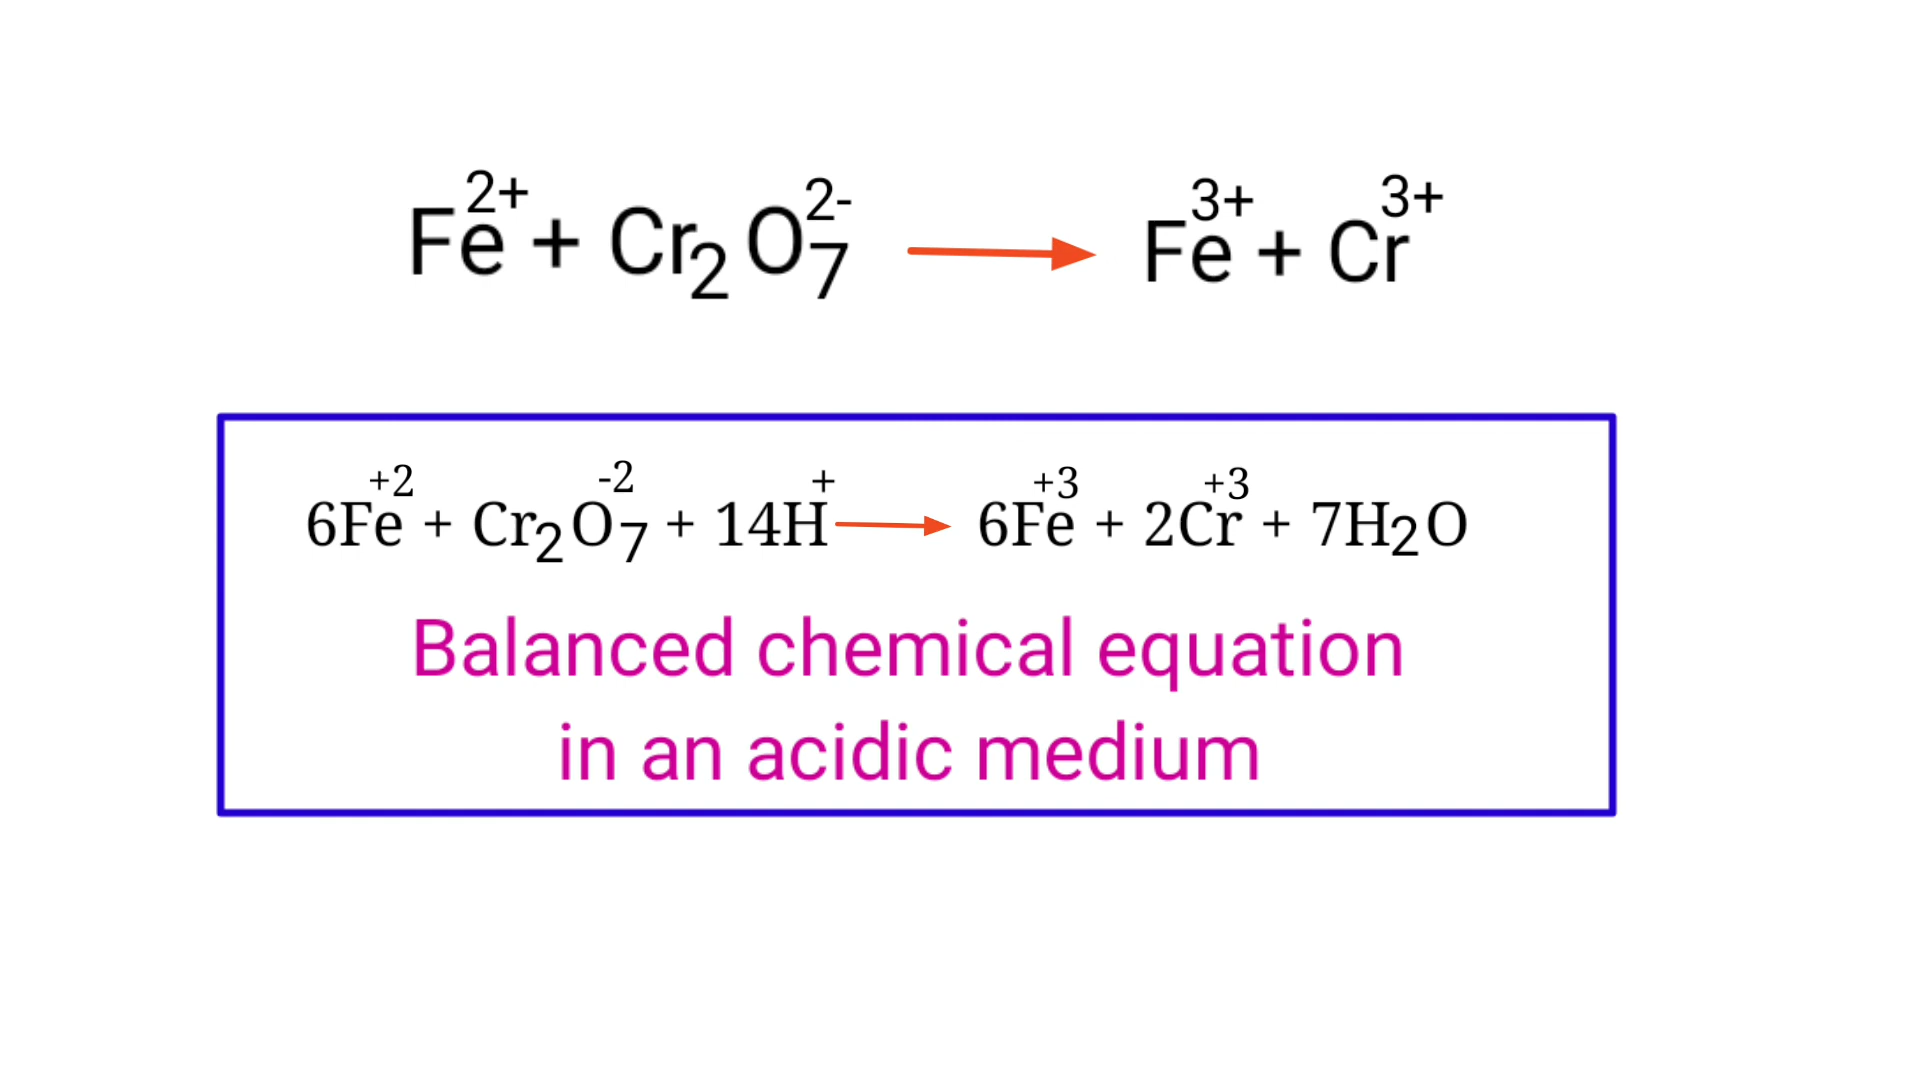 Fe²⁺ + Cr₂O₇²⁻ → Fe³⁺ + Cr³⁺
6Fe⁺² + Cr₂O₇⁻² + 14H⁺ → 6Fe⁺³ + 2Cr⁺³ + 7H₂O
Balanced chemical equation
in an acidic medium